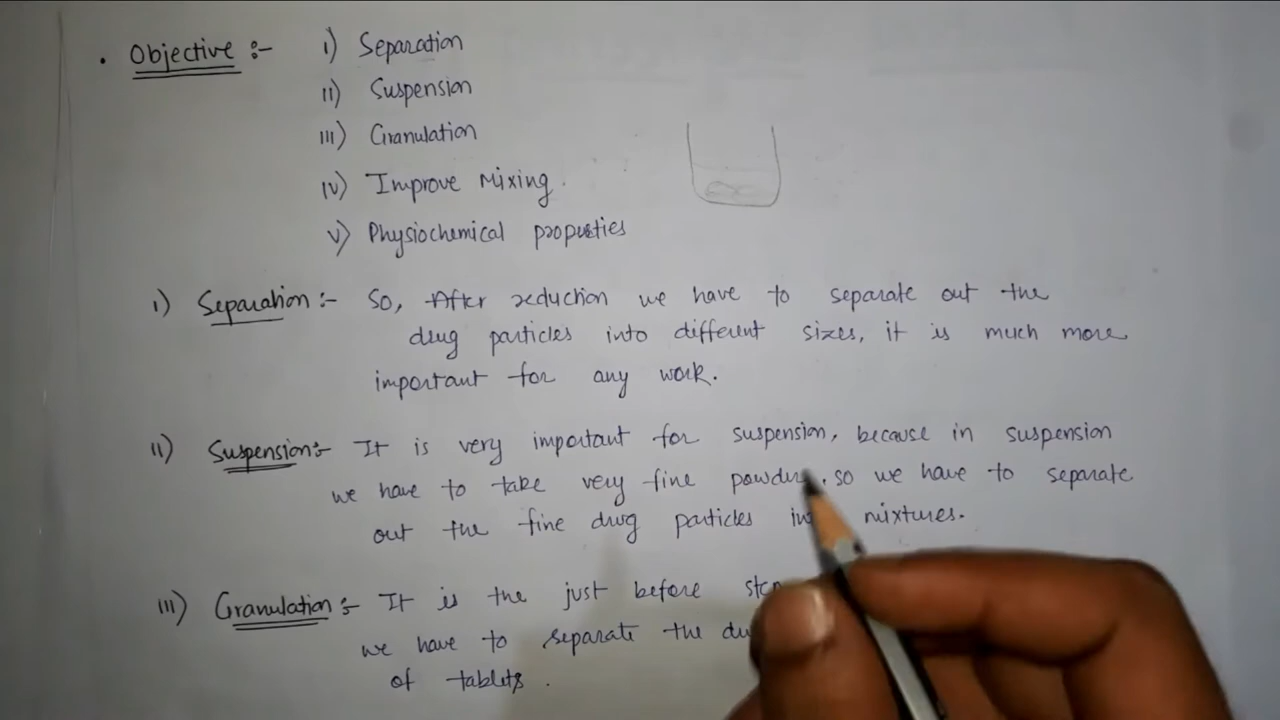 • Objective :- i) Separation
ii) Suspension
iii) Granulation
iv) Improve Mixing.
v) Physiochemical properties
i) Separation :- So, After reduction we have to separate out the
drug particles into different sizes, it is much more
important for any work.
ii) Suspension :- It is very important for suspension, because in suspension
we have to take very fine powder, so we have to separate
out the fine drug particles mixtures.
iii) Granulation :- It is the just before
we have to separate the
of tablets.